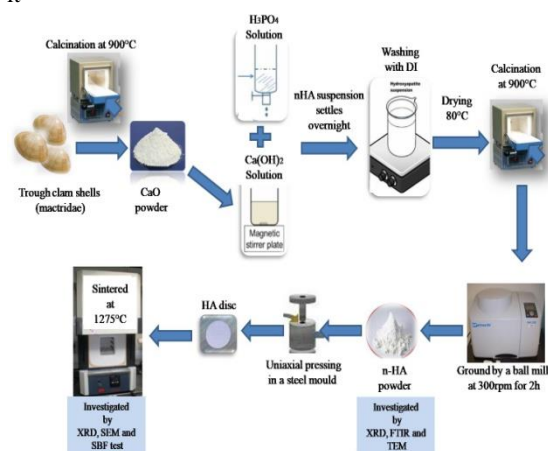 H3PO4
Solution
Calcination at 900°C
Washing
with DI
Hydroxyapatite
suspension
nHA suspension
settles
overnight
Drying
80°C
Calcination
at 900°C
Trough clam shells
(mactridae)
CaO
powder
Ca(OH)2
Solution
Magnetic
stirrer plate
Sintered
at
1275°C
HA disc
Uniaxial pressing
in a steel mould
n-HA
powder
Ground by a ball mill
at 300rpm for 2h
Investigated
by
XRD, SEM and
SBF test
Investigated
by
XRD, FTIR and
TEM